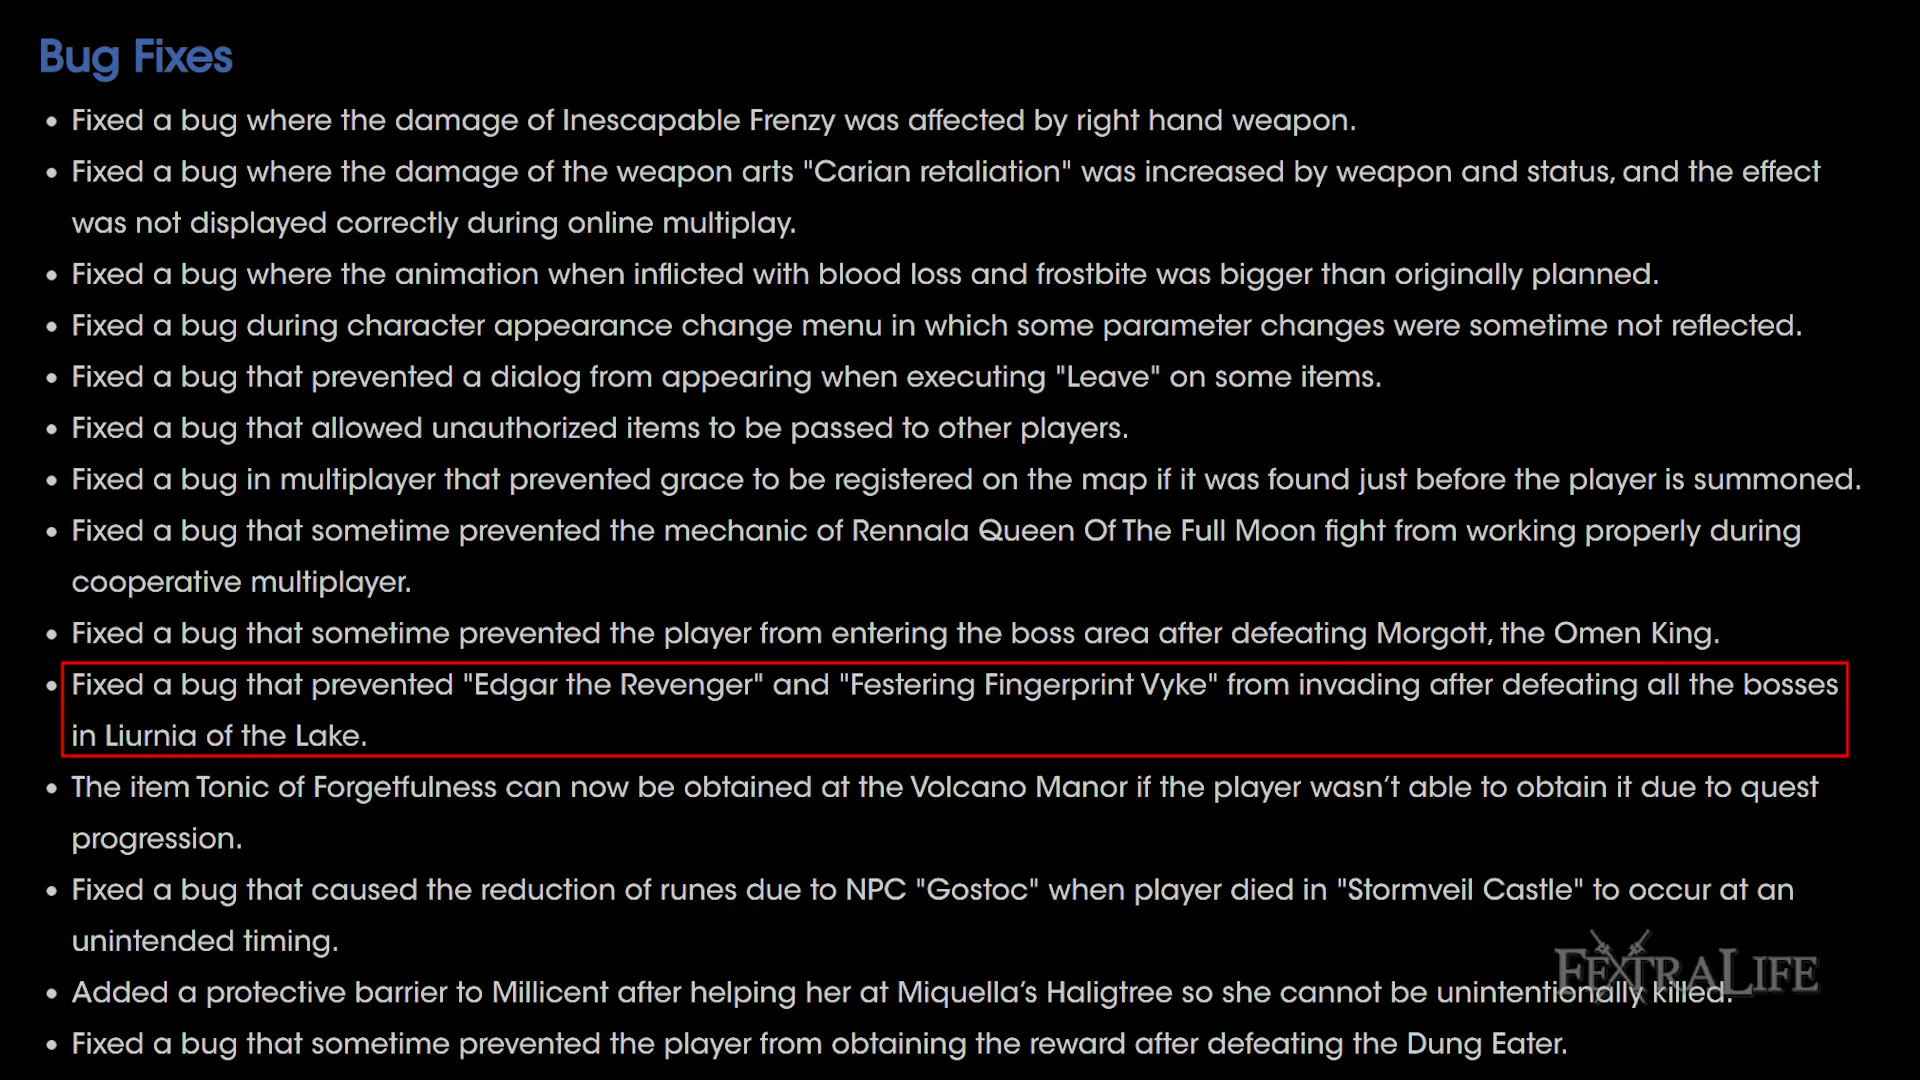 Bug Fixes
• Fixed a bug where the damage of Inescapable Frenzy was affected by right hand weapon.
• Fixed a bug where the damage of the weapon arts "Carian retaliation" was increased by weapon and status, and the effect
was not displayed correctly during online multiplay.
• Fixed a bug where the animation when inflicted with blood loss and frostbite was bigger than originally planned.
• Fixed a bug during character appearance change menu in which some parameter changes were sometime not reflected.
• Fixed a bug that prevented a dialog from appearing when executing "Leave" on some items.
• Fixed a bug that allowed unauthorized items to be passed to other players.
• Fixed a bug in multiplayer that prevented grace to be registered on the map if it was found just before the player is summoned.
• Fixed a bug that sometime prevented the mechanic of Rennala Queen Of The Full Moon fight from working properly during
cooperative multiplayer.
• Fixed a bug that sometime prevented the player from entering the boss area after defeating Morgott, the Omen King.
• Fixed a bug that prevented "Edgar the Revenger" and "Festering Fingerprint Vyke" from invading after defeating all the bosses
in Liurnia of the Lake.
• The item Tonic of Forgetfulness can now be obtained at the Volcano Manor if the player wasn't able to obtain it due to quest
progression.
• Fixed a bug that caused the reduction of runes due to NPC "Gostoc" when player died in "Stormveil Castle" to occur at an
unintended timing.
• Added a protective barrier to Millicent after helping her at Miquella's Haligtree so she cannot be unintentionally killed.
• Fixed a bug that sometime prevented the player from obtaining the reward after defeating the Dung Eater.
FEXTRALIFE